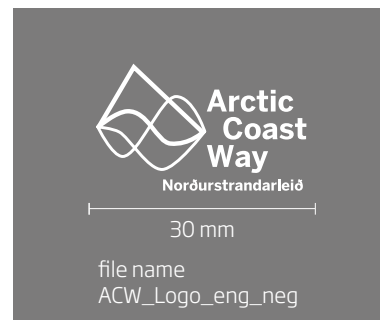 Arctic
Coast
Way
Norðurstrandarleið
30 mm
file name
ACW_Logo_eng_neg